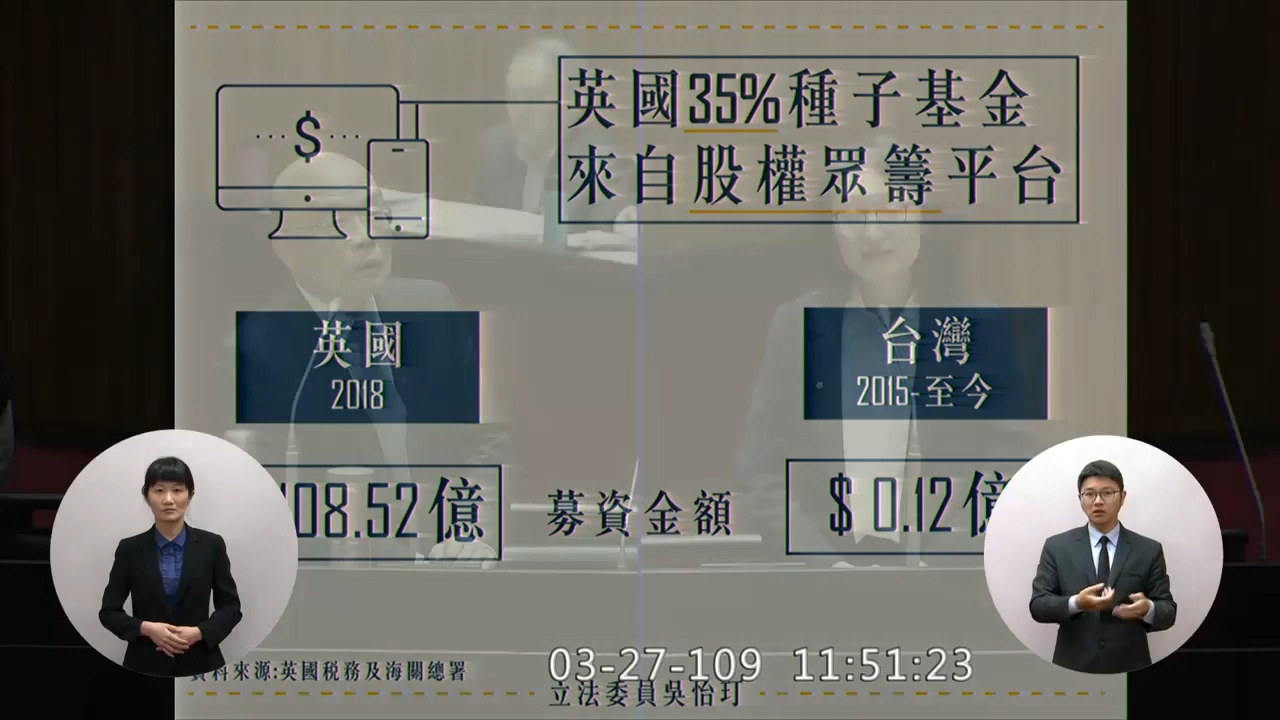 $
英國35%種子基金
來自股權眾籌平台
英國
2018
台灣
2015-至今
08.52億
募資金額
$0.12億
料來源:英國稅務及海關總署
03-27-109 11:51:23
立法委員吳怡玎